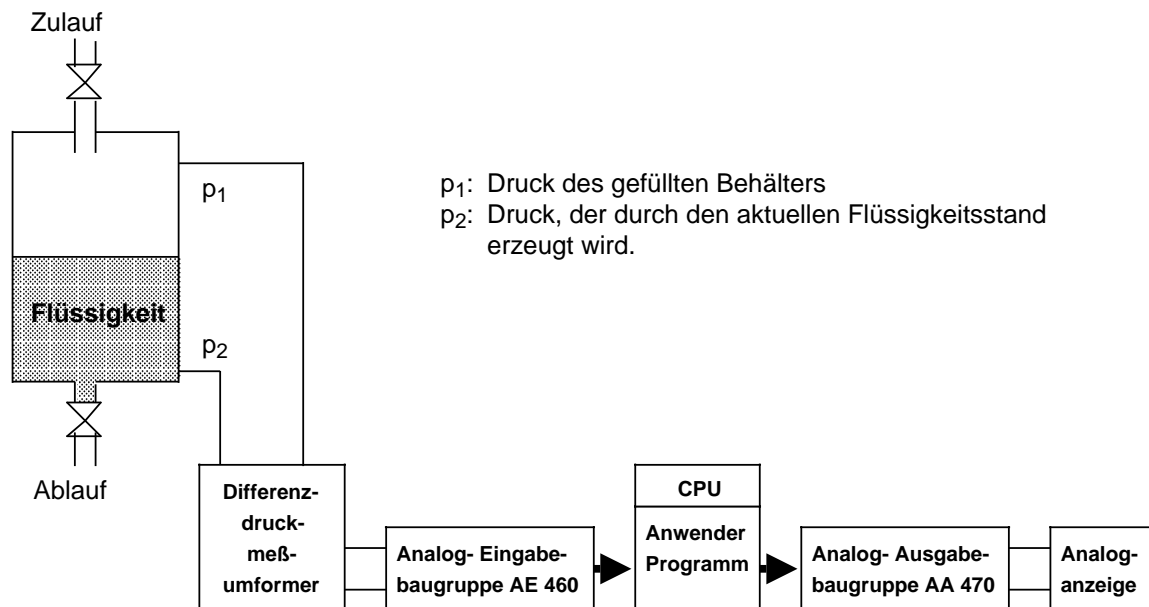 Zulauf
p1
p1: Druck des gefüllten Behälters
p2: Druck, der durch den aktuellen Flüssigkeitsstand
erzeugt wird.
Flüssigkeit
p2
Ablauf
Differenz-
druck-
meß-
umformer
Analog- Eingabe-
baugruppe AE 460
CPU
Anwender
Programm
Analog- Ausgabe-
baugruppe AA 470
Analog-
anzeige